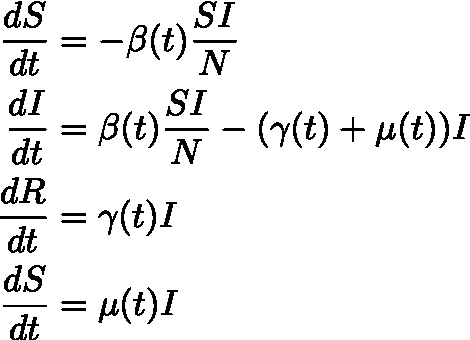 dS/dt = −β(t) SI/N
dI/dt = β(t) SI/N − (γ(t) + μ(t))I
dR/dt = γ(t)I
dS/dt = μ(t)I